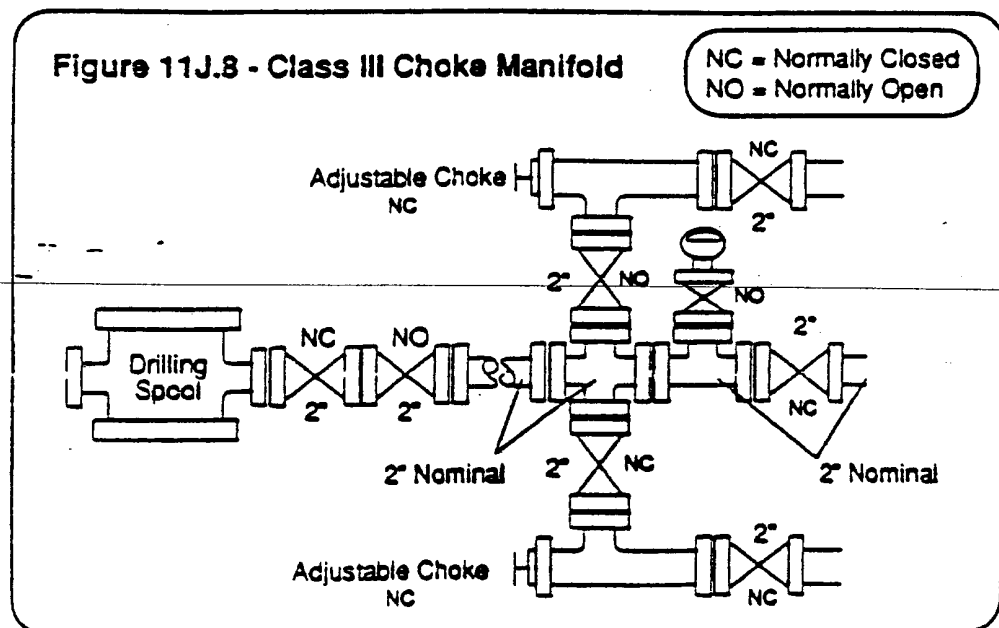 Figure 11J.8 - Class III Choke Manifold
NC = Normally Closed
NO = Normally Open
NC
Adjustable Choke
NC
2"
2"
NO
NO
2"
NC
NO
Drilling
Spool
2"
2"
NC
2" Nominal
2"
NC
2" Nominal
2"
Adjustable Choke
NC
NC